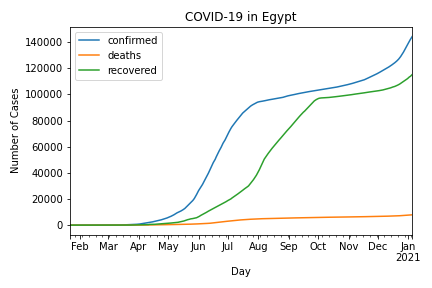 COVID-19 in Egypt
confirmed
deaths
recovered
Number of Cases
140000
120000
100000
80000
60000
40000
20000
0
Feb Mar Apr May Jun Jul Aug Sep Oct Nov Dec Jan
2021
Day